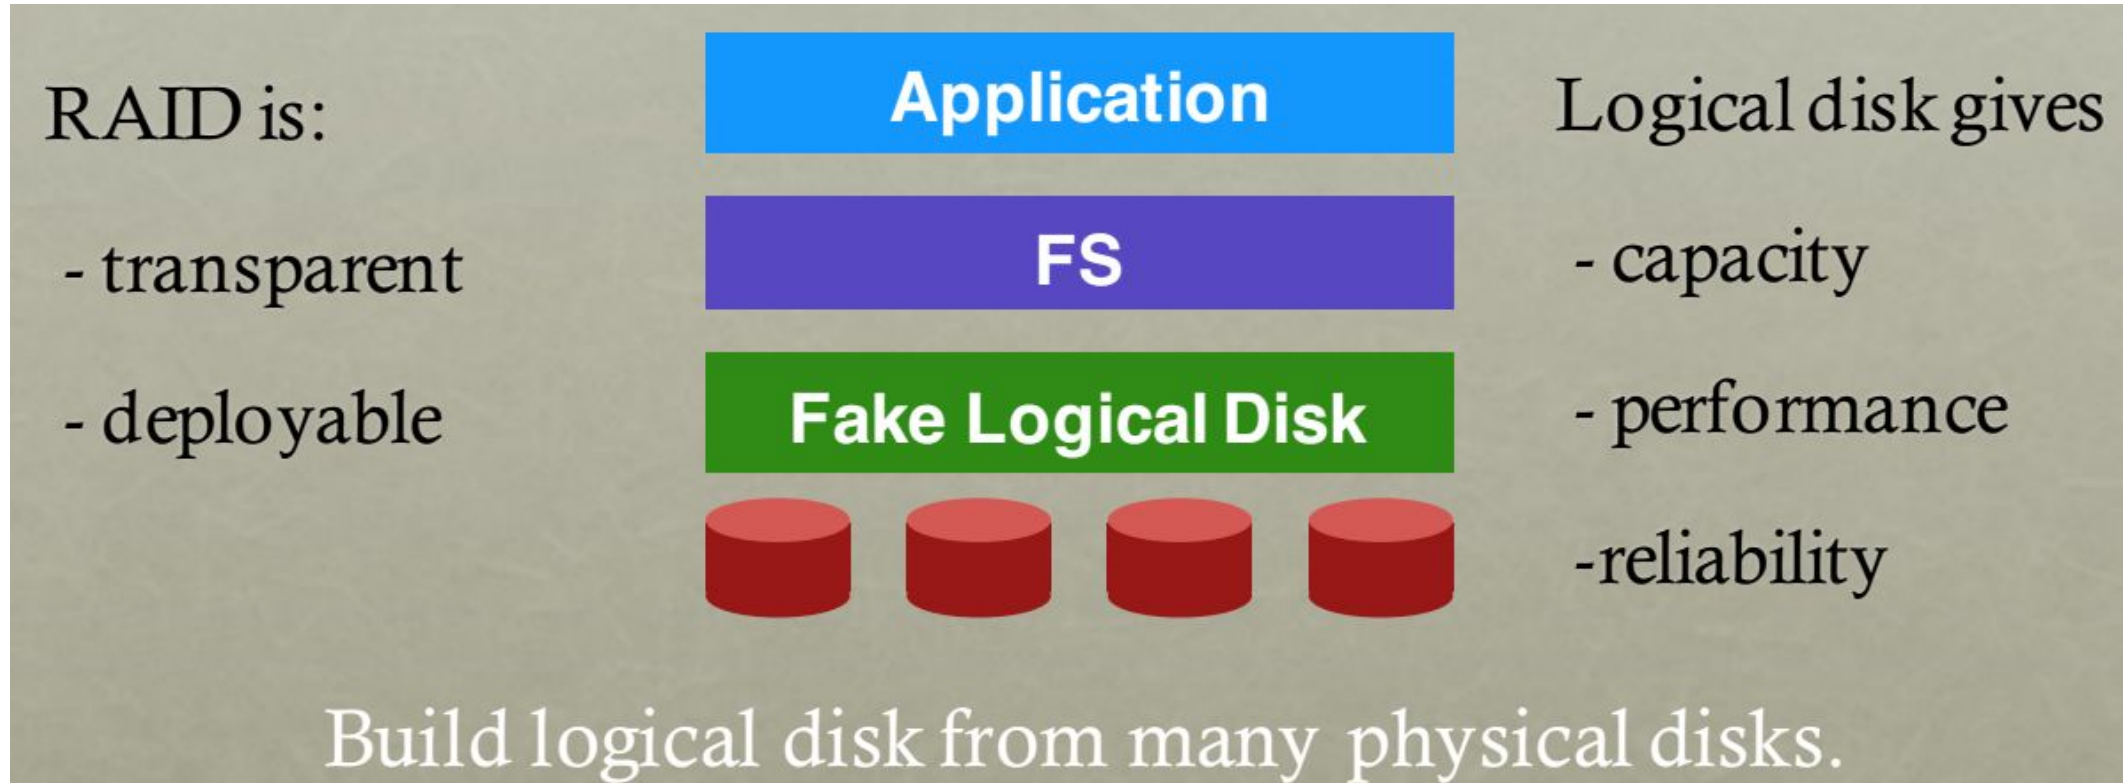 RAID is:
- transparent
- deployable
Application
FS
Fake Logical Disk
Logical disk gives
- capacity
- performance
-reliability
Build logical disk from many physical disks.